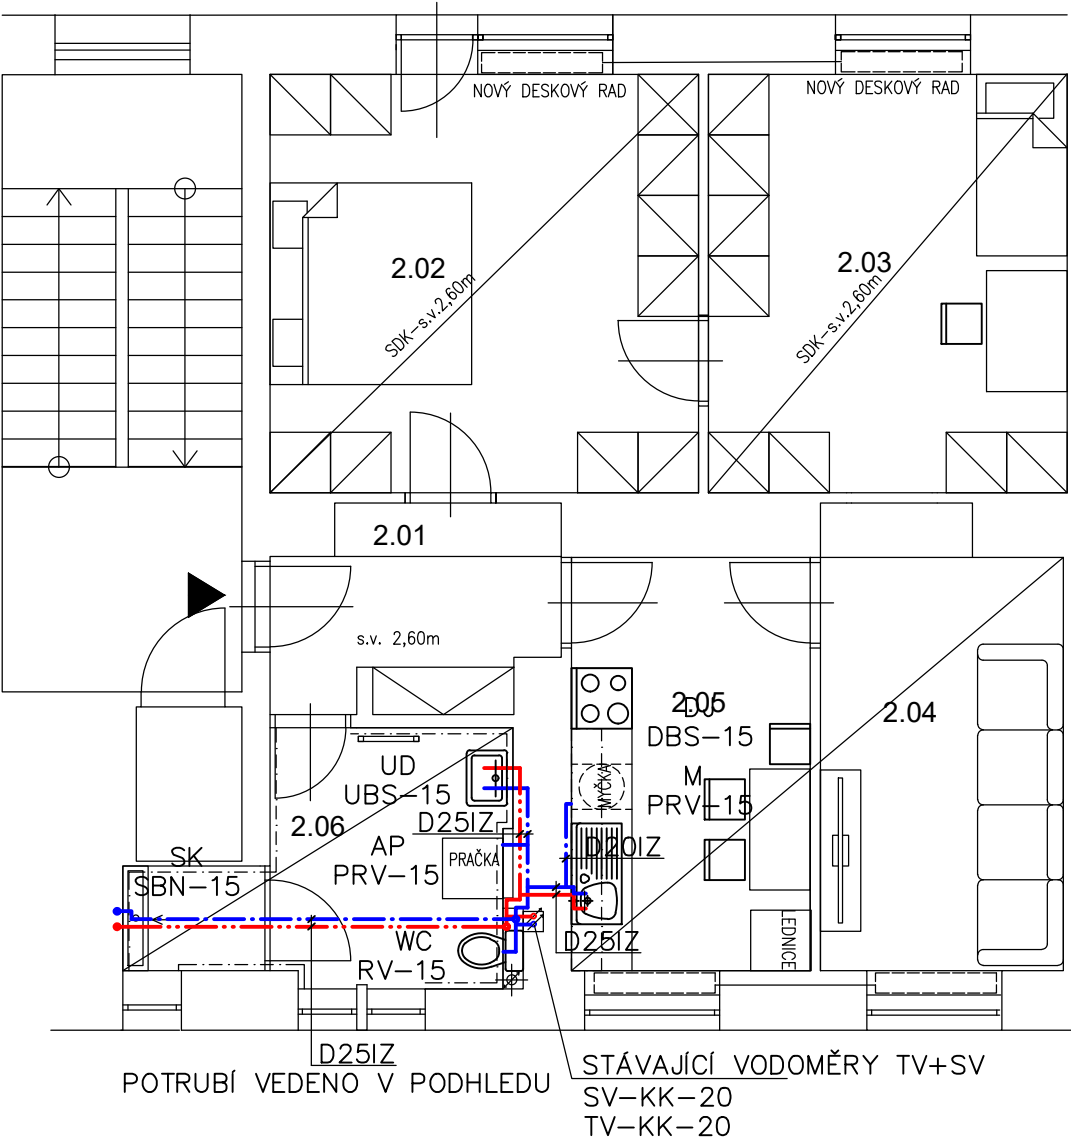 NOVÝ DESKOVÝ RAD
NOVÝ DESKOVÝ RAD
2.02
2.03
SDK-s.v.2,60m
SDK-s.v.2,60m
2.01
s.v. 2,60m
2.05
DJ
DBS-15
2.04
UD
UBS-15
MYČKA
M
PRV-15
D25IZ
2.06
AP
PRV-15
PRAČKA
D20IZ
SK
SBN-15
WC
RV-15
D25IZ
LEDNICE
D25IZ
POTRUBÍ VEDENO V PODHLEDU
STÁVAJÍCÍ VODOMĚRY TV+SV
SV-KK-20
TV-KK-20